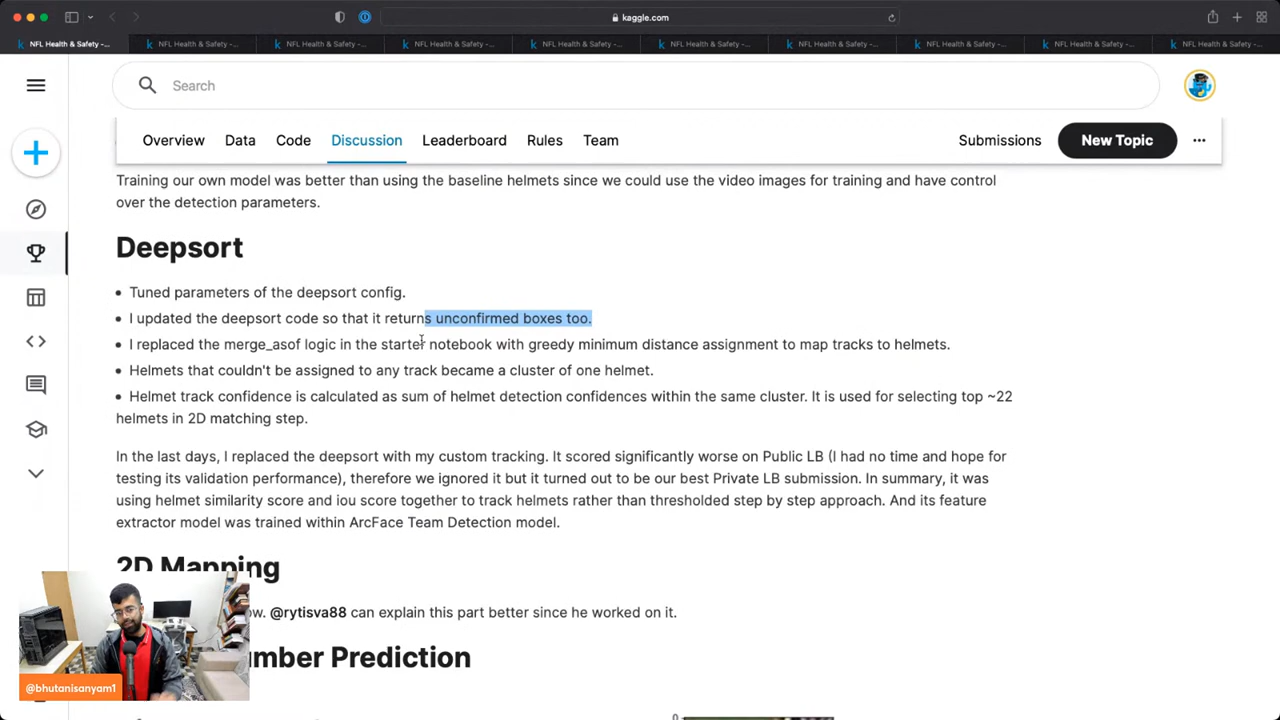 kaggle.com
NFL Health & Safety -... NFL Health & Safety -... NFL Health & Safety -... NFL Health & Safety -... NFL Health & Safety -... NFL Health & Safety -... NFL Health & Safety -... NFL Health & Safety -... NFL Health & Safety -... NFL Health & Safety -...
Search
Overview Data Code Discussion Leaderboard Rules Team Submissions New Topic
Training our own model was better than using the baseline helmets since we could use the video images for training and have control
over the detection parameters.
Deepsort
• Tuned parameters of the deepsort config.
• I updated the deepsort code so that it returns unconfirmed boxes too.
• I replaced the merge_asof logic in the starter notebook with greedy minimum distance assignment to map tracks to helmets.
• Helmets that couldn't be assigned to any track became a cluster of one helmet.
• Helmet track confidence is calculated as sum of helmet detection confidences within the same cluster. It is used for selecting top ~22
helmets in 2D matching step.
In the last days, I replaced the deepsort with my custom tracking. It scored significantly worse on Public LB (I had no time and hope for
testing its validation performance), therefore we ignored it but it turned out to be our best Private LB submission. In summary, it was
using helmet similarity score and iou score together to track helmets rather than thresholded step by step approach. And its feature
extractor model was trained within ArcFace Team Detection model.
2D Mapping
ow. @rytisva88 can explain this part better since he worked on it.
umber Prediction
@bhutanisanyam1
0